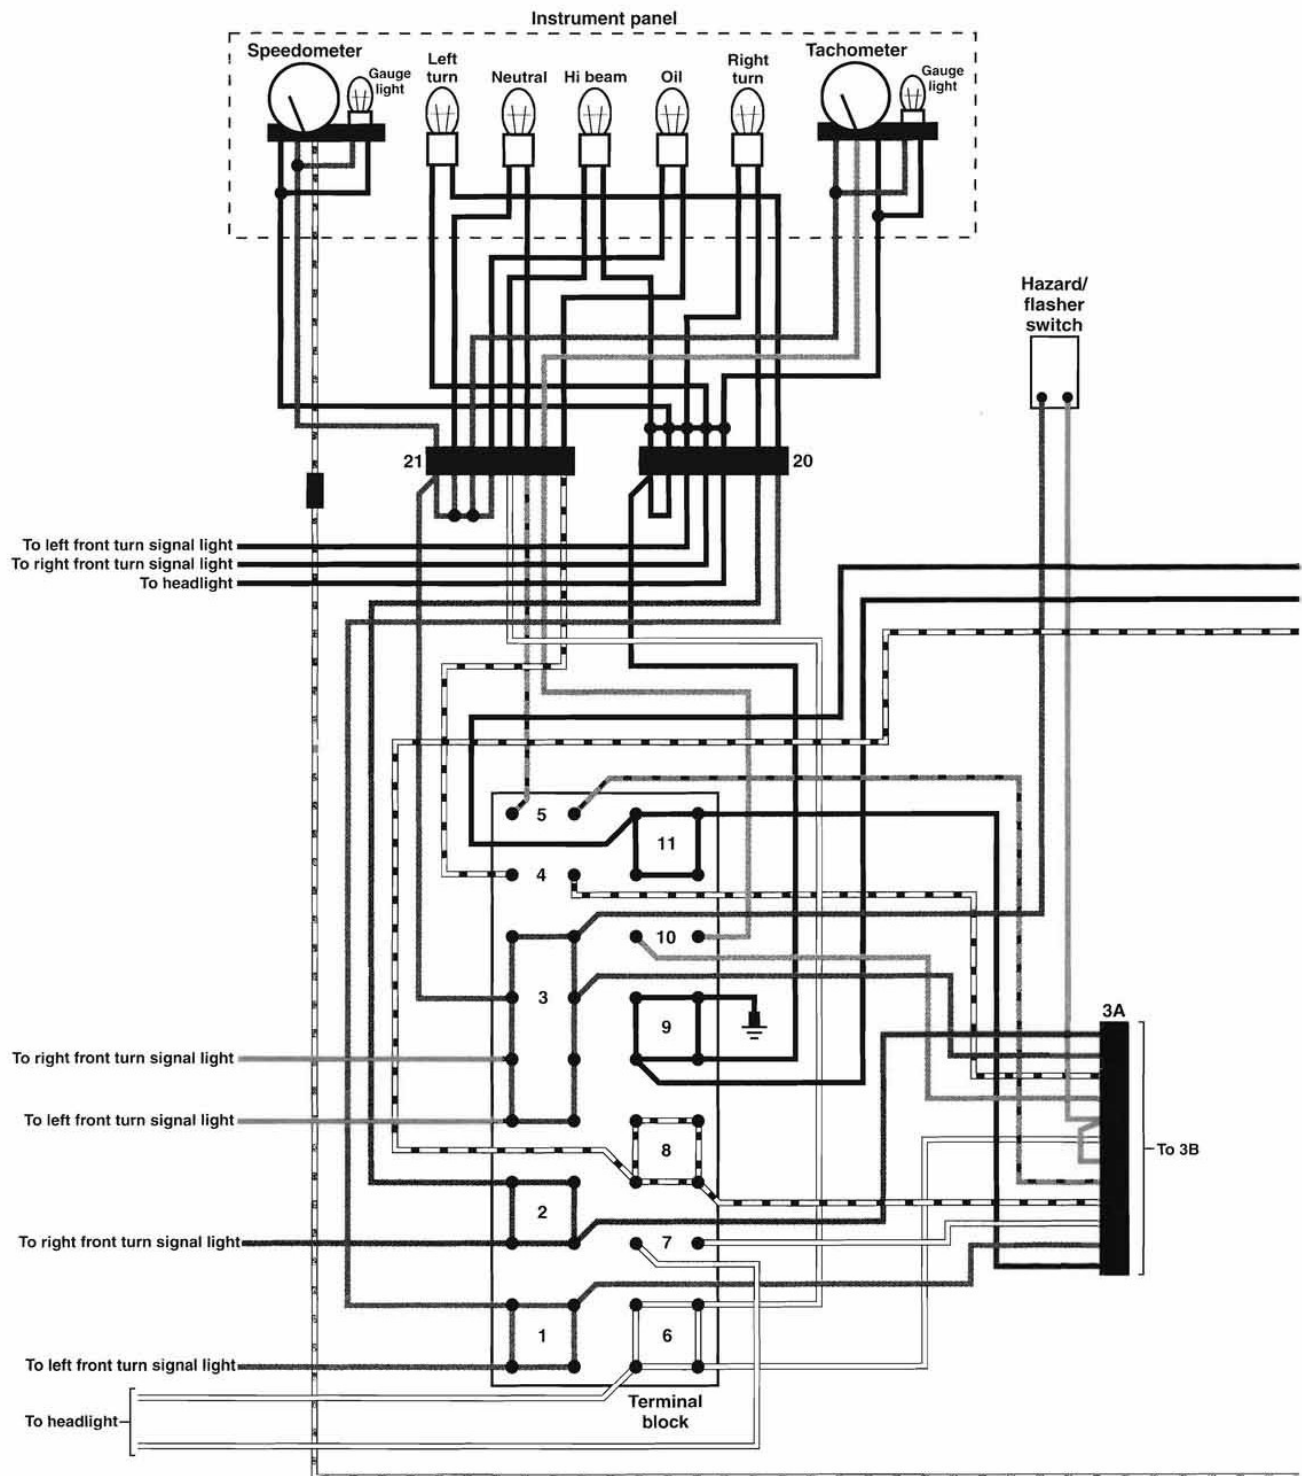 Instrument panel
Speedometer
Gauge
light
Left
turn
Neutral
Hi beam
Oil
Right
turn
Tachometer
Gauge
light
Hazard/
flasher
switch
21
20
To left front turn signal light
To right front turn signal light
To headlight
5
11
4
10
3
9
3A
To right front turn signal light
To left front turn signal light
8
To 3B
2
To right front turn signal light
7
1
6
To left front turn signal light
To headlight
Terminal
block